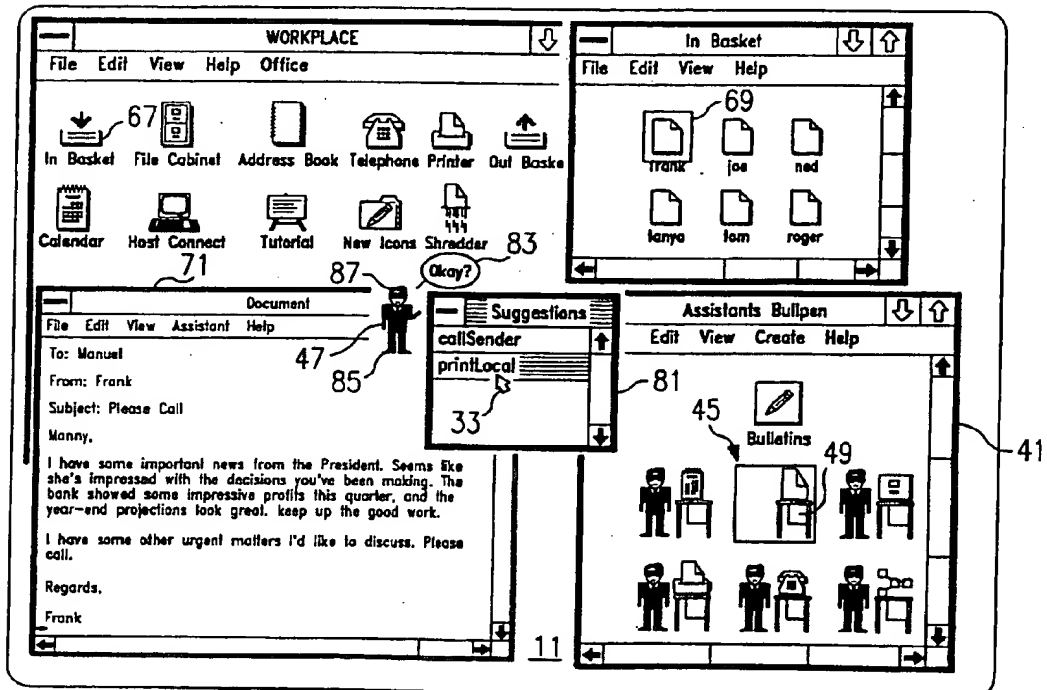 WORKPLACE
File Edit View Help Office
67
In Basket File Cabinet Address Book Telephone Printer Out Baske
Calendar Host Connect Tutorial New Icons Shredder
83
Okay?
87
71
47
85
Document
File Edit View Assistant Help
To: Manuel
From: Frank
Subject: Please Call
Manny,
I have some important news from the President. Seems like
she's impressed with the decisions you've been making. The
bank showed some impressive profits this quarter, and the
year-end projections look great. keep up the good work.
I have some other urgent matters I'd like to discuss. Please
call.
Regards,
Frank
In Basket
File Edit View Help
69
frank joe ned
tanya tom roger
Suggestions
callSender
printLocal
33
81
Assistants Bullpen
Edit View Create Help
Bulletins
45
49
41
11